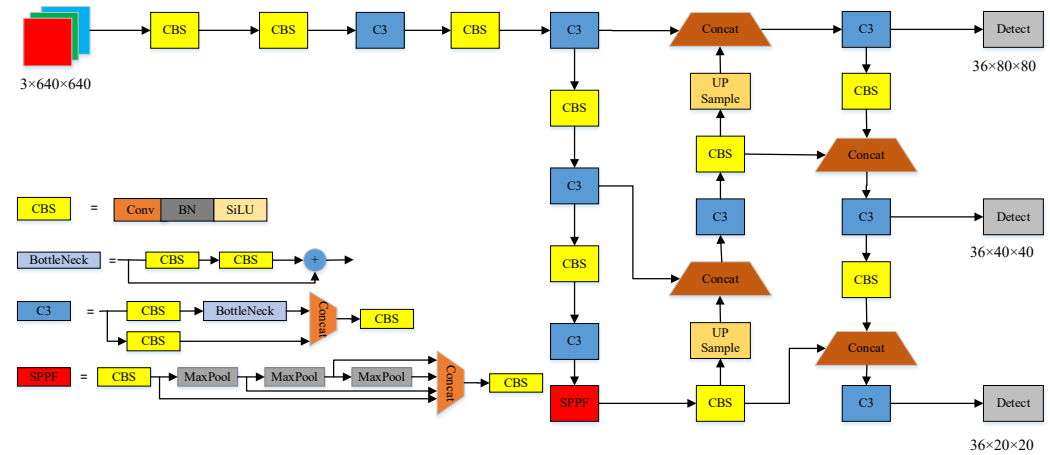 CBS
CBS
C3
CBS
C3
Concat
C3
Detect
3×640×640
36×80×80
UP
Sample
CBS
CBS
CBS
Concat
C3
C3
C3
Detect
36×40×40
CBS
CBS
Concat
UP
Sample
C3
Concat
SPPF
CBS
C3
Detect
36×20×20
CBS
=
Conv
BN
SiLU
BottleNeck
=
CBS
CBS
+
C3
=
CBS
BottleNeck
CBS
Concat
CBS
SPPF
=
CBS
MaxPool
MaxPool
MaxPool
Concat
CBS